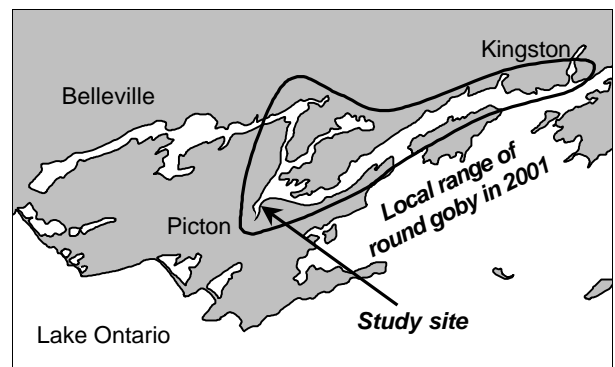 Kingston
Belleville
Local range of
round goby in 2001
Picton
Study site
Lake Ontario